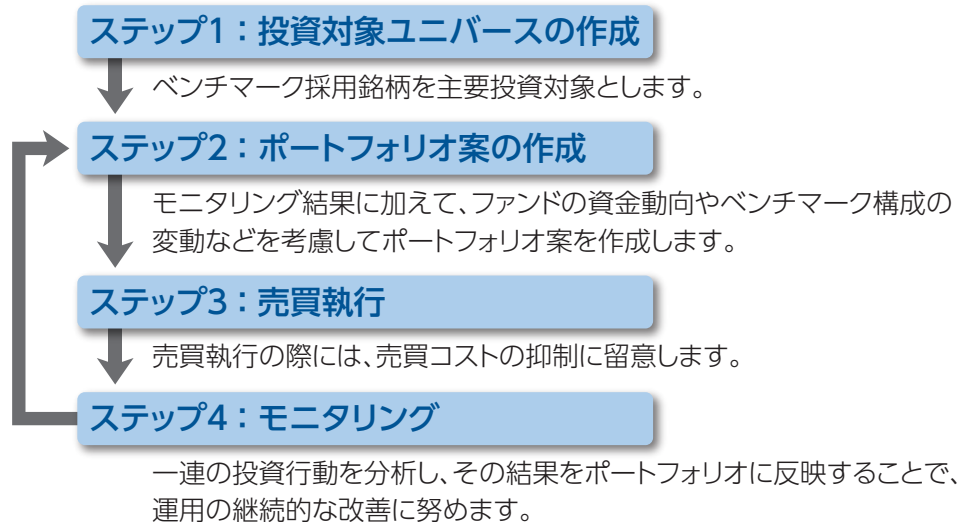 ステップ1：投資対象ユニバースの作成
ベンチマーク採用銘柄を主要投資対象とします。
ステップ2：ポートフォリオ案の作成
モニタリング結果に加えて、ファンドの資金動向やベンチマーク構成の
変動などを考慮してポートフォリオ案を作成します。
ステップ3：売買執行
売買執行の際には、売買コストの抑制に留意します。
ステップ4：モニタリング
一連の投資行動を分析し、その結果をポートフォリオに反映することで、
運用の継続的な改善に努めます。